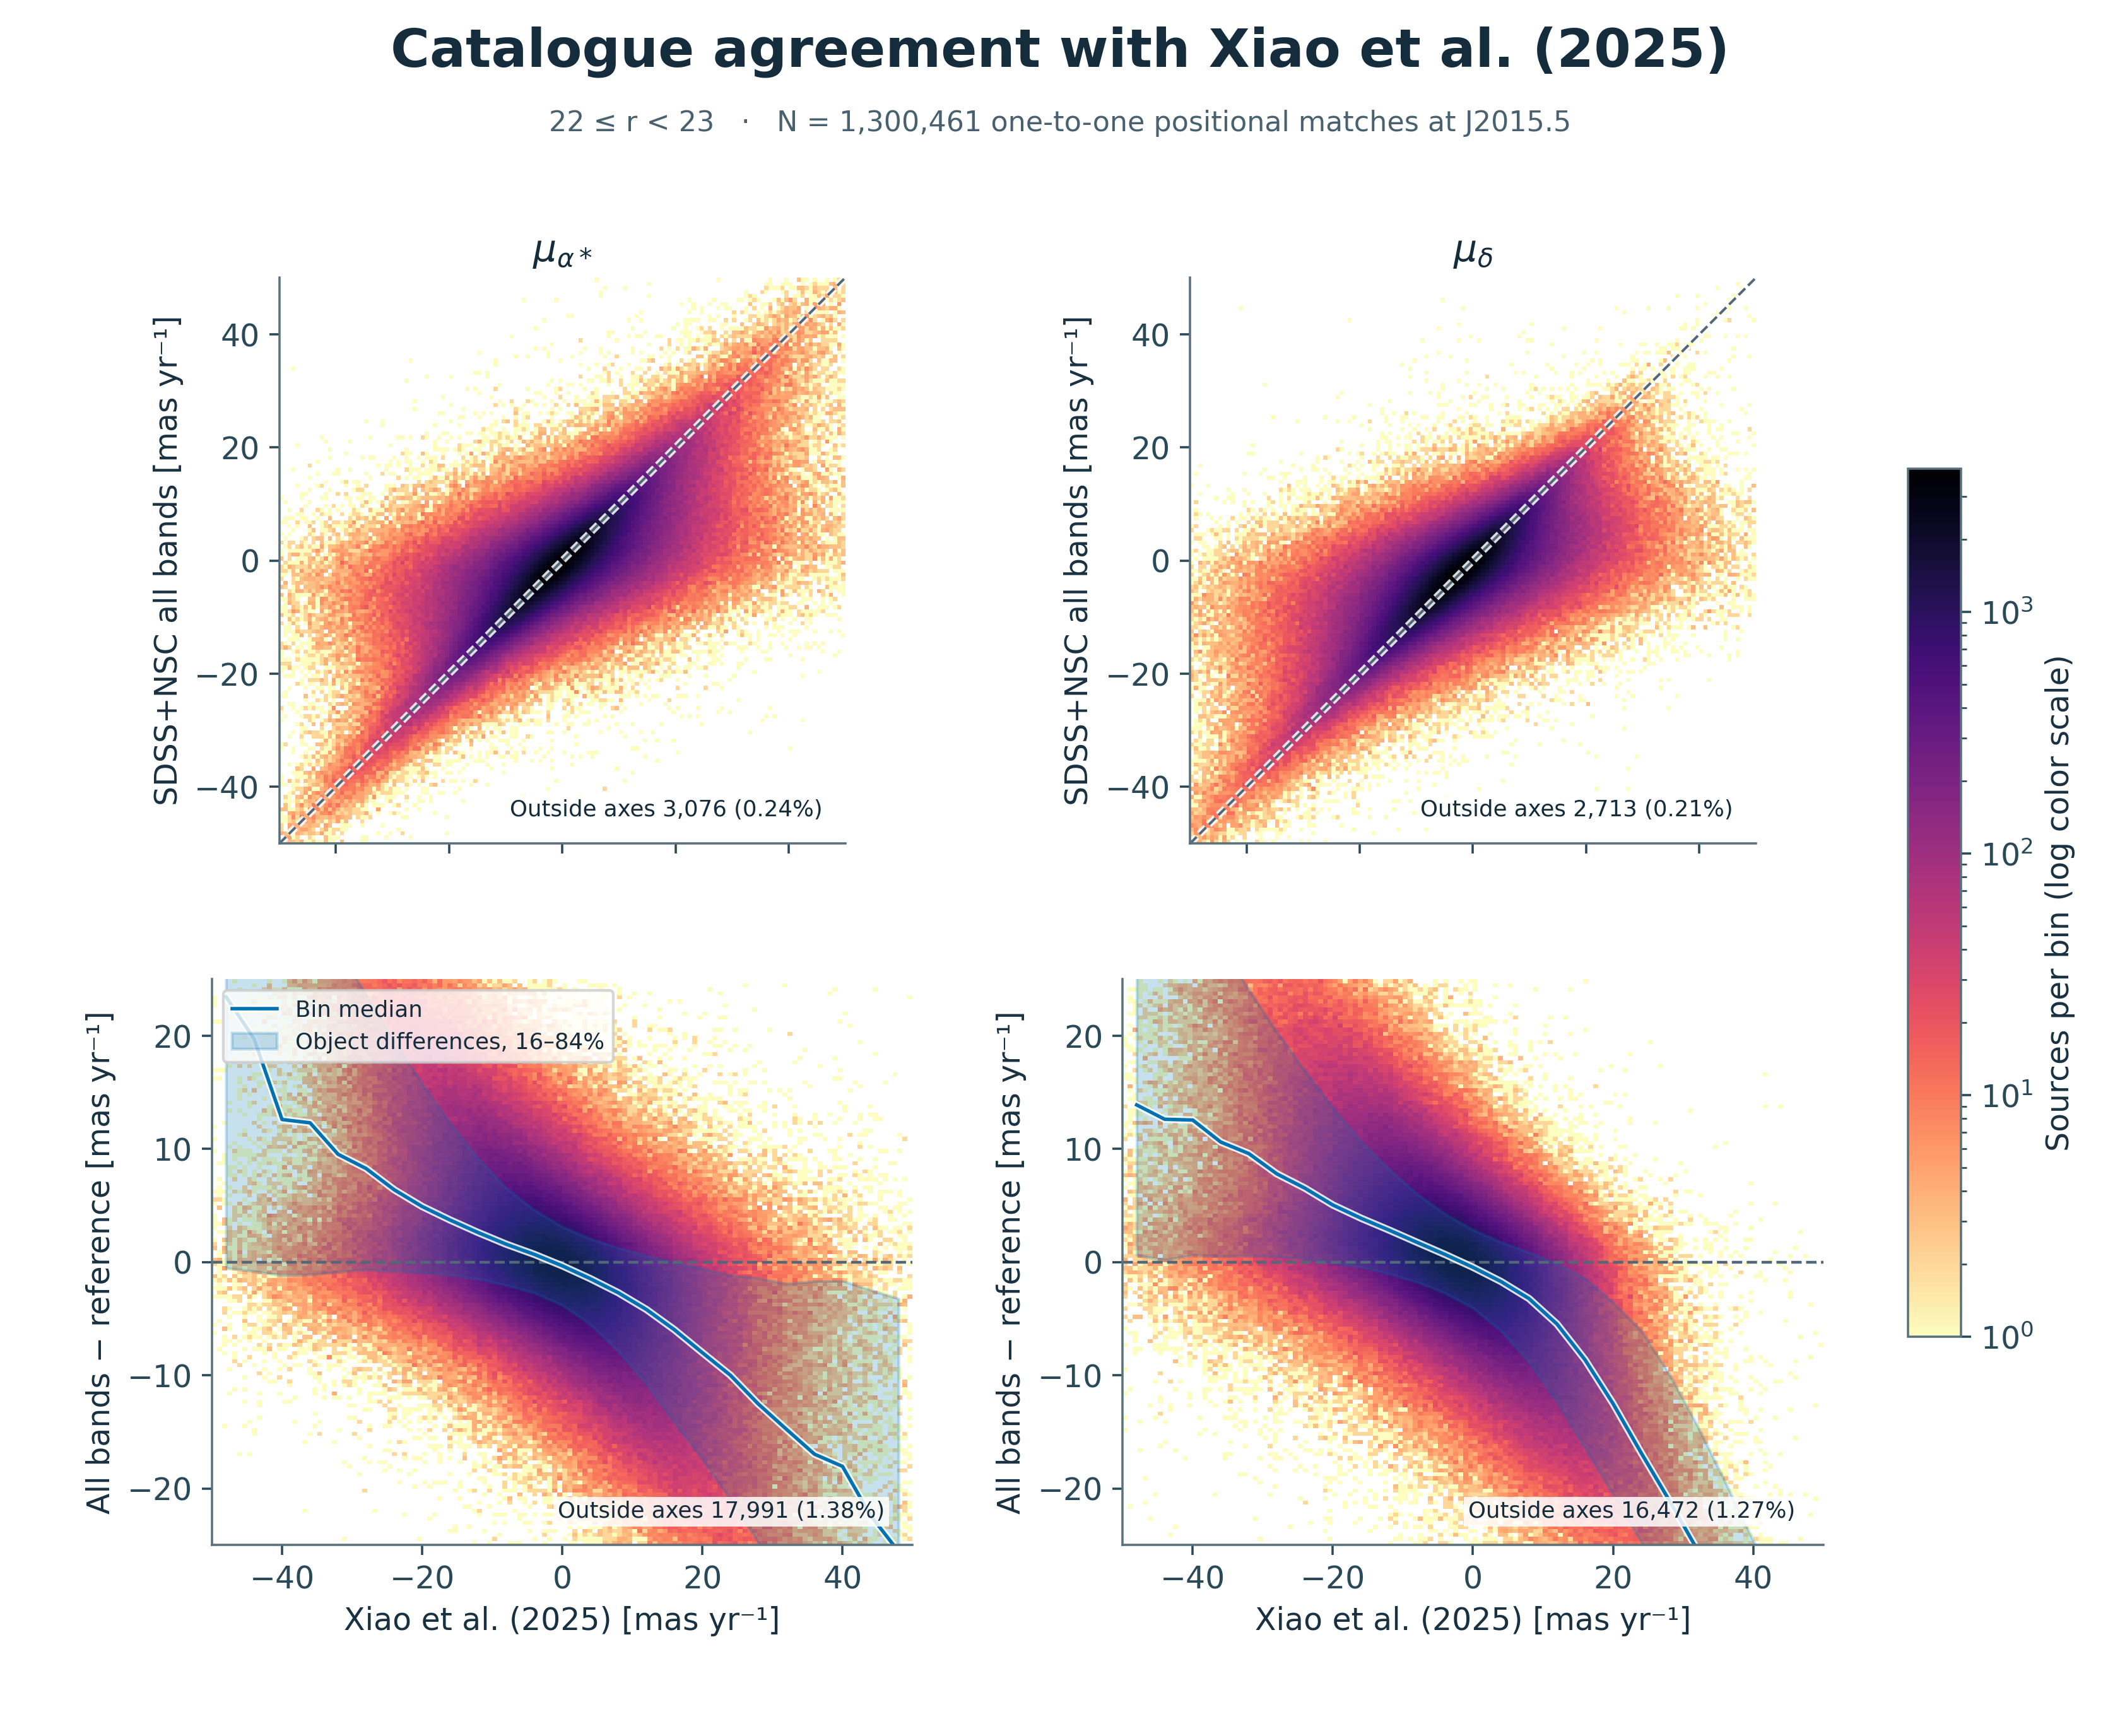 Catalogue agreement with Xiao et al. (2025)
22 ≤ r < 23 · N = 1,300,461 one-to-one positional matches at J2015.5
μα*
SDSS+NSC all bands [mas yr⁻¹]
40
20
0
−20
−40
Outside axes 3,076 (0.24%)
μδ
SDSS+NSC all bands [mas yr⁻¹]
40
20
0
−20
−40
Outside axes 2,713 (0.21%)
All bands − reference [mas yr⁻¹]
20
10
0
−10
−20
Bin median
Object differences, 16–84%
Outside axes 17,991 (1.38%)
−40 −20 0 20 40
Xiao et al. (2025) [mas yr⁻¹]
All bands − reference [mas yr⁻¹]
20
10
0
−10
−20
Outside axes 16,472 (1.27%)
−40 −20 0 20 40
Xiao et al. (2025) [mas yr⁻¹]
10³
10²
10¹
10⁰
Sources per bin (log color scale)